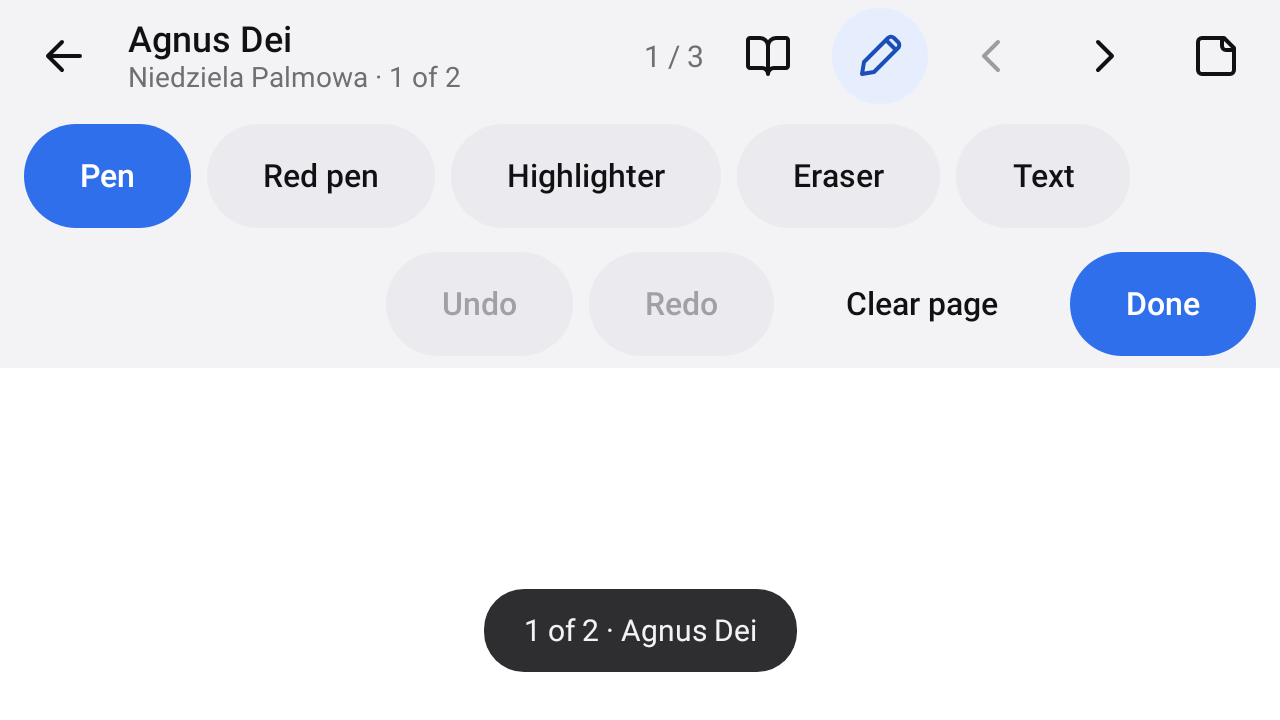 Agnus Dei
Niedziela Palmowa · 1 of 2
1 / 3
Pen
Red pen
Highlighter
Eraser
Text
Undo
Redo
Clear page
Done
1 of 2 · Agnus Dei